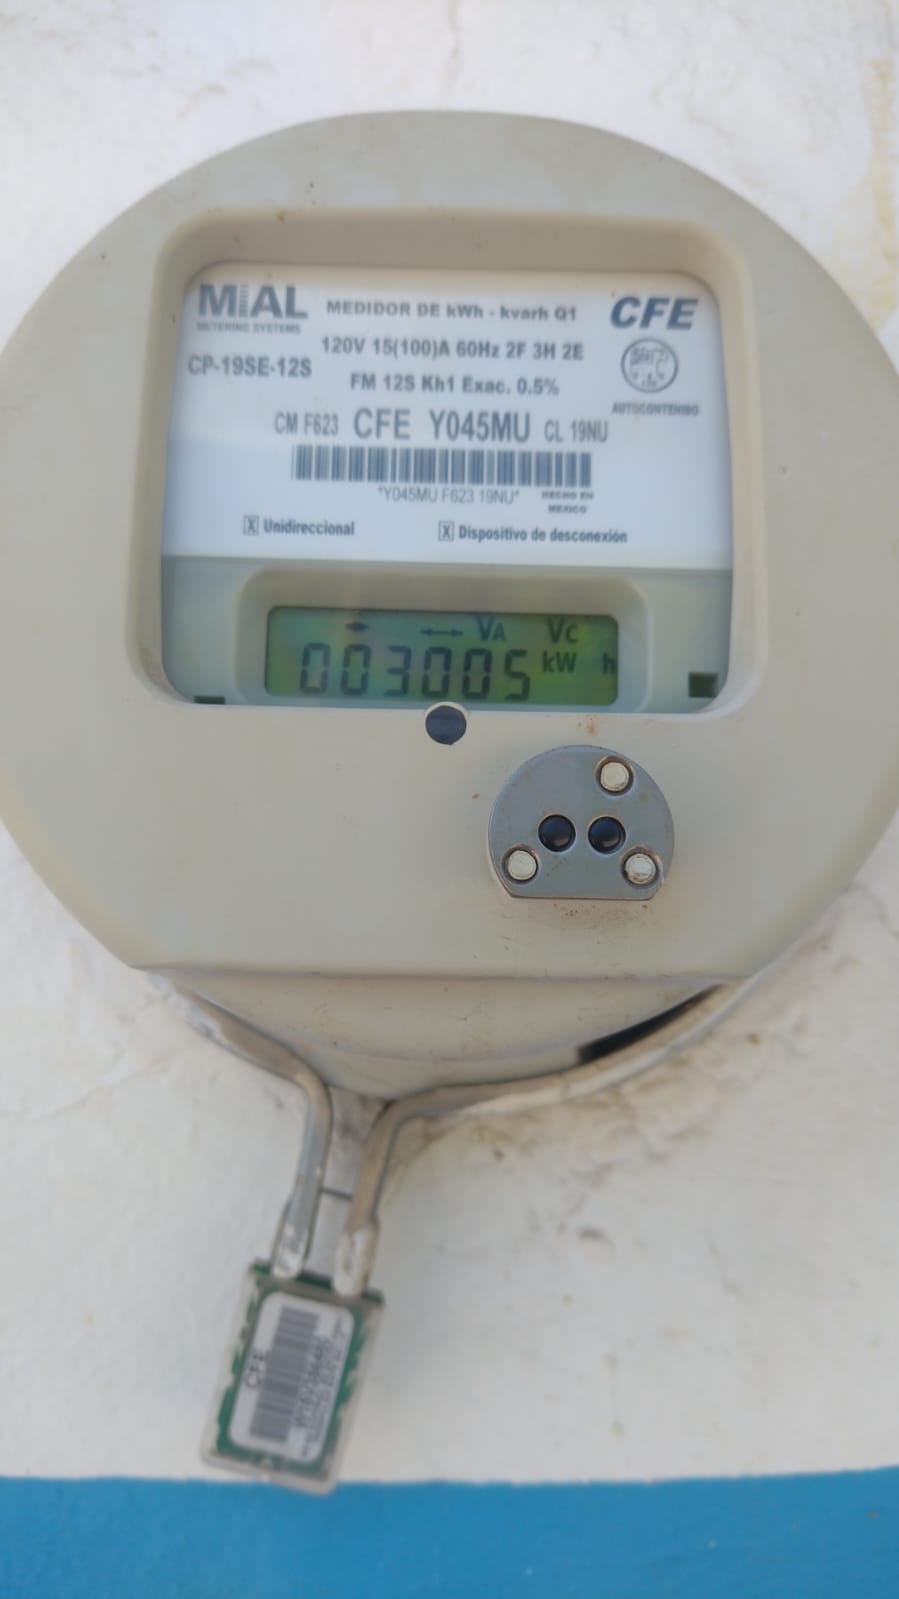 MIAL
METERING SYSTEMS
MEDIDOR DE kWh - kvarh Q1
CFE
120V 15(100)A 60Hz 2F 3H 2E
CP-19SE-12S
FM 12S Kh1 Exac. 0.5%
AUTOCONTENIDO
CM F623 CFE Y045MU CL 19NU
*Y045MU F623 19NU*
HECHO EN
MEXICO
X Unidireccional
X Dispositivo de desconexión
VA VC
003005 kW h
CFE